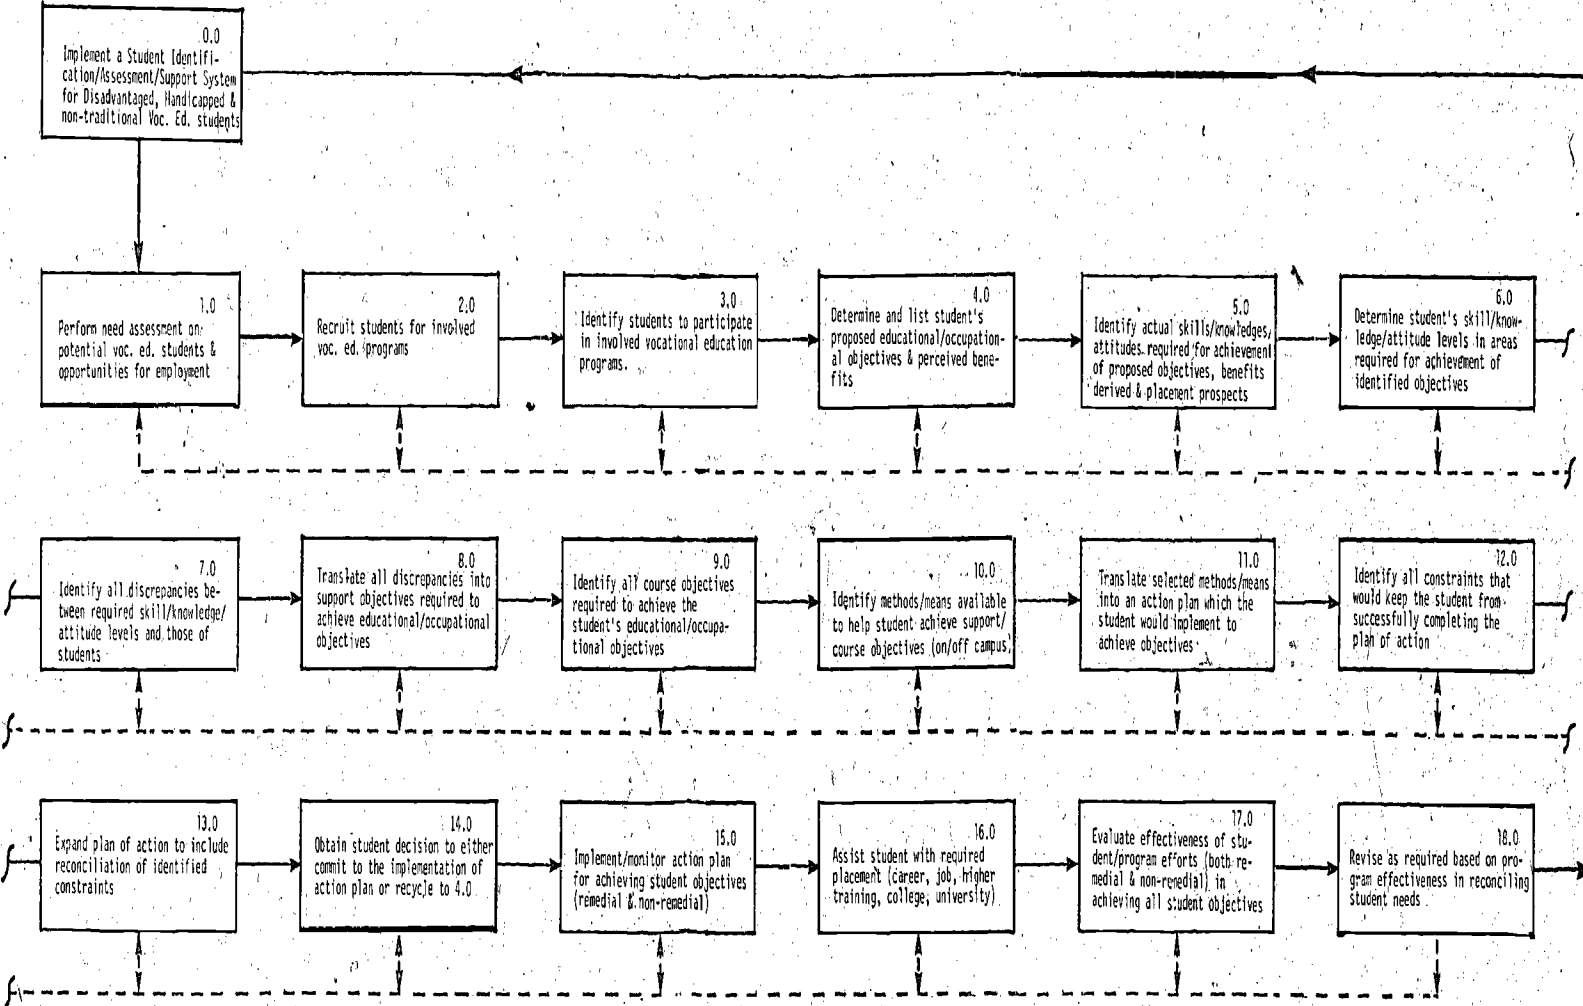 0.0
Implement a Student Identifi-
cation/Assessment/Support System
for Disadvantaged, Handicapped &
non-traditional Voc. Ed. students
1.0
Perform need assessment on
potential voc. ed. students &
opportunities for employment
2.0
Recruit students for involved
voc. ed. programs
3.0
Identify students to participate
in involved vocational education
programs.
4.0
Determine and list student's
proposed educational/occupation-
al objectives & perceived bene-
fits
5.0
Identify actual skills/knowledges/
attitudes required for achievement
of proposed objectives, benefits
derived & placement prospects
6.0
Determine student's skill/know-
ledge/attitude levels in areas
required for achievement of
identified objectives
7.0
Identify all discrepancies be-
tween required skill/knowledge/
attitude levels and those of
students
8.0
Translate all discrepancies into
support objectives required to
achieve educational/occupational
objectives
9.0
Identify all course objectives
required to achieve the
student's educational/occupa-
tional objectives
10.0
Identify methods/means available
to help student achieve support/
course objectives (on/off campus)
11.0
Translate selected methods/means
into an action plan which the
student would implement to
achieve objectives
12.0
Identify all constraints that
would keep the student from
successfully completing the
plan of action
13.0
Expand plan of action to include
reconciliation of identified
constraints
14.0
Obtain student decision to either
commit to the implementation of
action plan or recycle to 4.0
15.0
Implement/monitor action plan
for achieving student objectives
(remedial & non-remedial)
16.0
Assist student with required
placement (career, job, higher
training, college, university)
17.0
Evaluate effectiveness of stu-
dent/program efforts (both re-
medial & non-remedial) in
achieving all student objectives
18.0
Revise as required based on pro-
gram effectiveness in reconciling
student needs